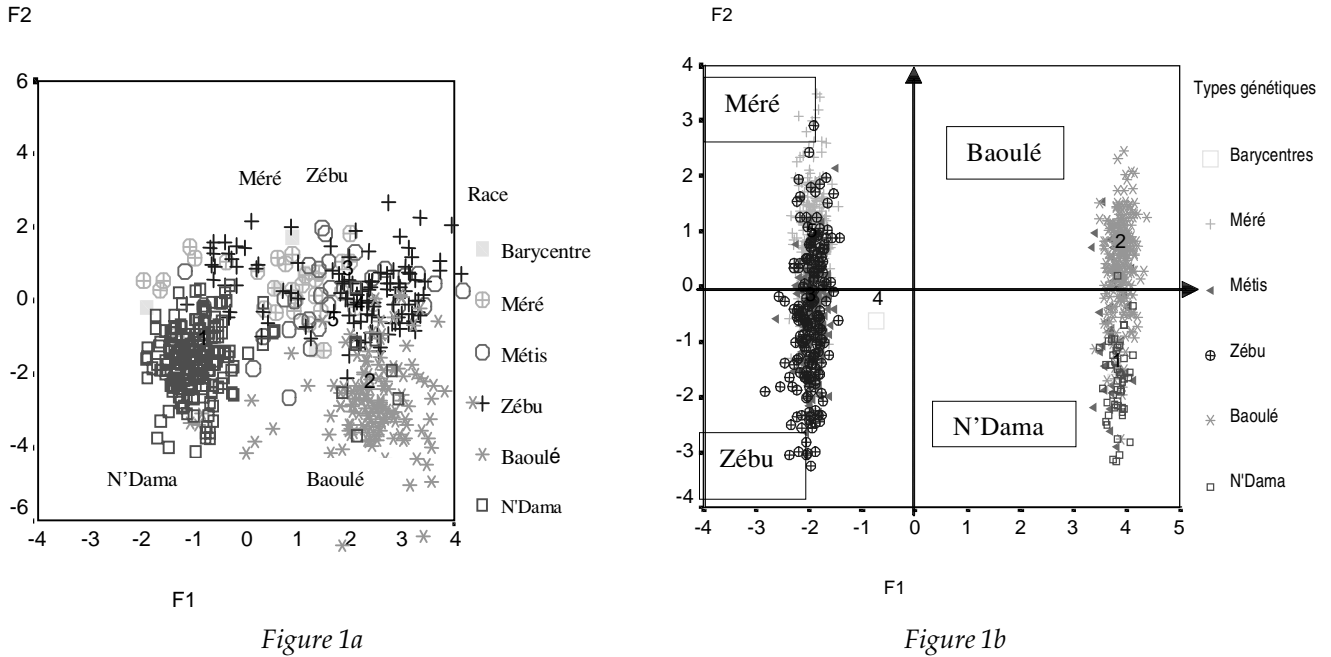 F2
6
4
2
0
-2
-4
-6
-4 -3 -2 -1 0 1 2 3 4
F1
Méré Zébu
3
1
5
2
N'Dama Baoulé
Race
Barycentre
Méré
Métis
Zébu
Baoulé
N'Dama
Figure 1a
F2
4
3
2
1
0
-1
-2
-3
-4
-4 -3 -2 -1 0 1 2 3 4 5
F1
Méré
Baoulé
2
4
1
N'Dama
Zébu
Types génétiques
Barycentres
Méré
Métis
Zébu
Baoulé
N'Dama
Figure 1b